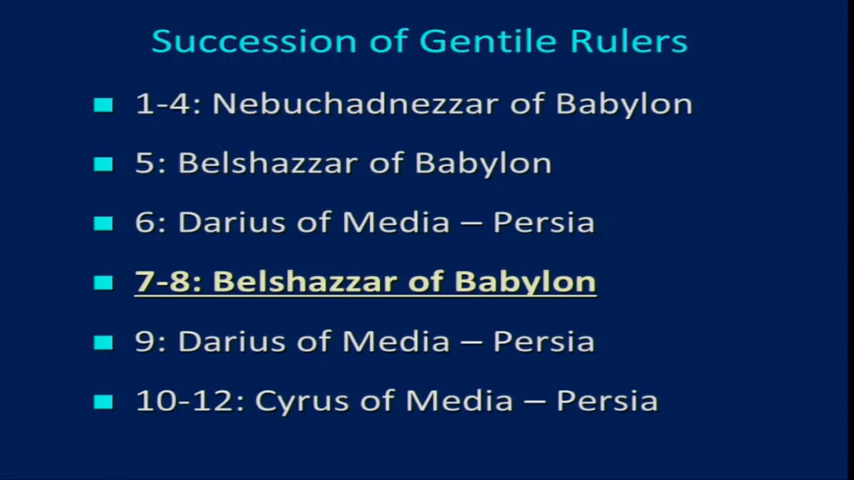 Succession of Gentile Rulers
1-4: Nebuchadnezzar of Babylon
5: Belshazzar of Babylon
6: Darius of Media – Persia
7-8: Belshazzar of Babylon
9: Darius of Media – Persia
10-12: Cyrus of Media – Persia